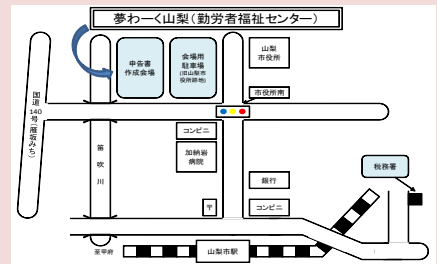 夢わーく山梨(勤労者福祉センター)
申告書
作成会場
会場用
駐車場
(旧山梨市
役所跡地)
山梨
市役所
市役所南
国道140号(雁坂みち)
笛吹川
コンビニ
加納岩
病院
税務署
銀行
〒
コンビニ
至甲府
山梨市駅